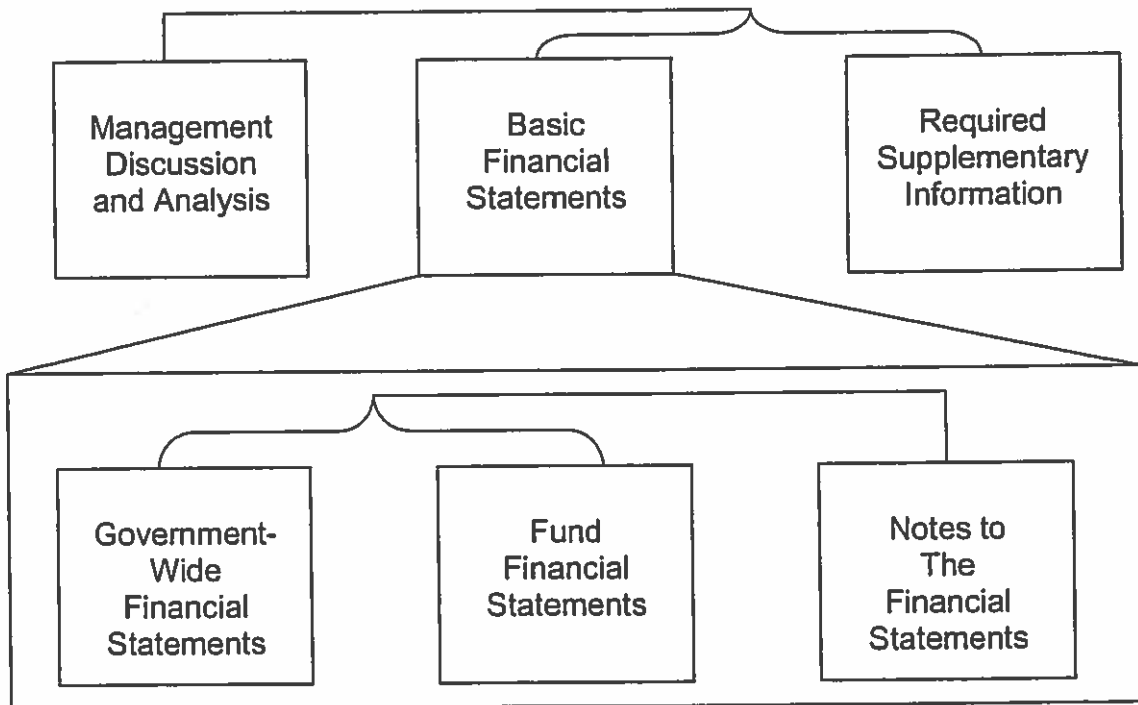 Management
Discussion
and Analysis
Basic
Financial
Statements
Required
Supplementary
Information
Government-
Wide
Financial
Statements
Fund
Financial
Statements
Notes to
The
Financial
Statements